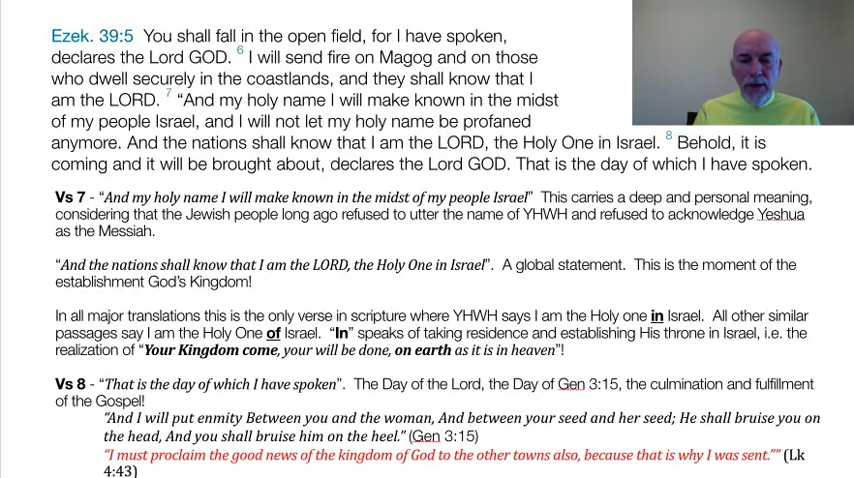 Ezek. 39:5 You shall fall in the open field, for I have spoken,
declares the Lord GOD. 6 I will send fire on Magog and on those
who dwell securely in the coastlands, and they shall know that I
am the LORD. 7 “And my holy name I will make known in the midst
of my people Israel, and I will not let my holy name be profaned
anymore. And the nations shall know that I am the LORD, the Holy One in Israel. 8 Behold, it is
coming and it will be brought about, declares the Lord GOD. That is the day of which I have spoken.
Vs 7 - “And my holy name I will make known in the midst of my people Israel” This carries a deep and personal meaning,
considering that the Jewish people long ago refused to utter the name of YHWH and refused to acknowledge Yeshua
as the Messiah.
“And the nations shall know that I am the LORD, the Holy One in Israel”. A global statement. This is the moment of the
establishment God’s Kingdom!
In all major translations this is the only verse in scripture where YHWH says I am the Holy one in Israel. All other similar
passages say I am the Holy One of Israel. “In” speaks of taking residence and establishing His throne in Israel, i.e. the
realization of “Your Kingdom come, your will be done, on earth as it is in heaven”!
Vs 8 - “That is the day of which I have spoken”. The Day of the Lord, the Day of Gen 3:15, the culmination and fulfillment
of the Gospel!
“And I will put enmity Between you and the woman, And between your seed and her seed; He shall bruise you on
the head, And you shall bruise him on the heel.” (Gen 3:15)
“I must proclaim the good news of the kingdom of God to the other towns also, because that is why I was sent.”” (Lk
4:43)